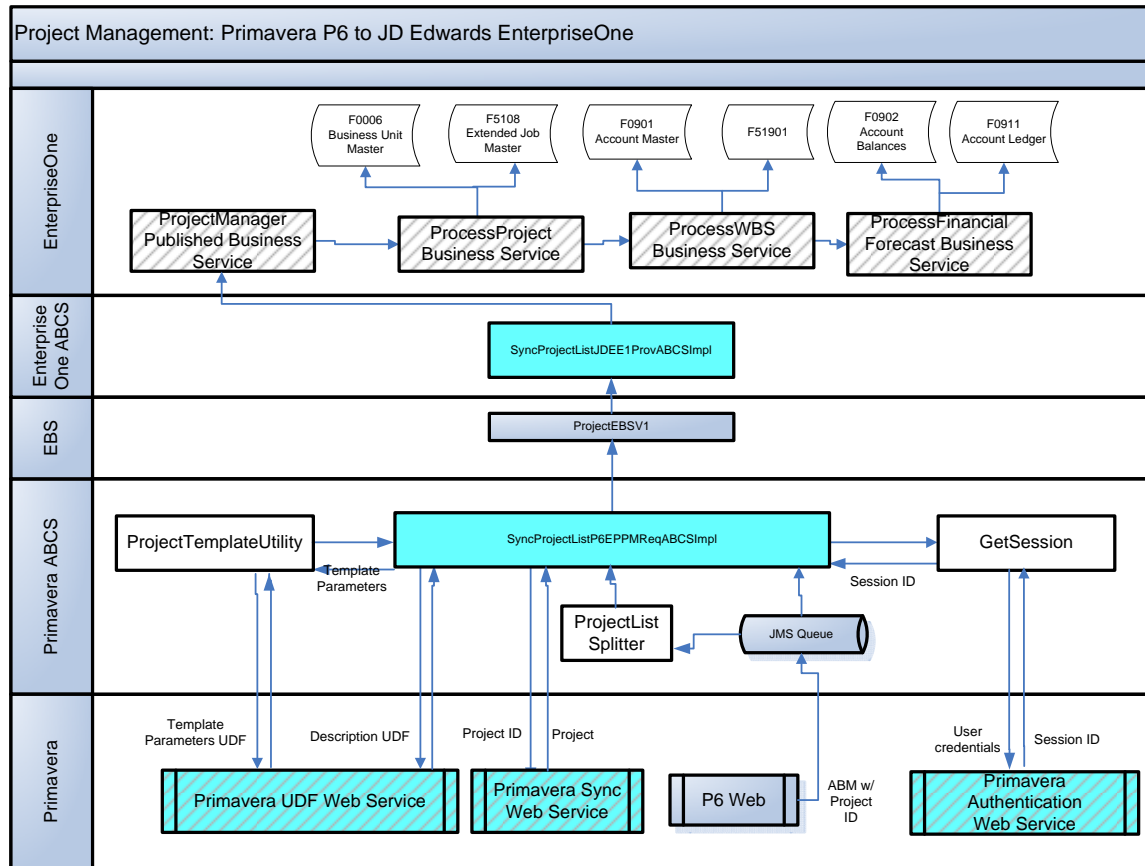 Project Management: Primavera P6 to JD Edwards EnterpriseOne
EnterpriseOne
F0006
Business Unit
Master
F5108
Extended Job
Master
F0901
Account Master
F51901
F0902
Account
Balances
F0911
Account Ledger
ProjectManager
Published Business
Service
ProcessProject
Business Service
ProcessWBS
Business Service
ProcessFinancial
Forecast Business
Service
Enterprise
One ABCS
SyncProjectListJDEE1ProvABCSImpl
EBS
ProjectEBSV1
Primavera ABCS
ProjectTemplateUtility
SyncProjectListP6EPPMReqABCSImpl
GetSession
Template
Parameters
Session ID
ProjectList
Splitter
JMS Queue
Primavera
Template
Parameters UDF
Description UDF
Project ID
Project
User
credentials
Session ID
Primavera UDF Web Service
Primavera Sync
Web Service
P6 Web
ABM w/
Project
ID
Primavera
Authentication
Web Service